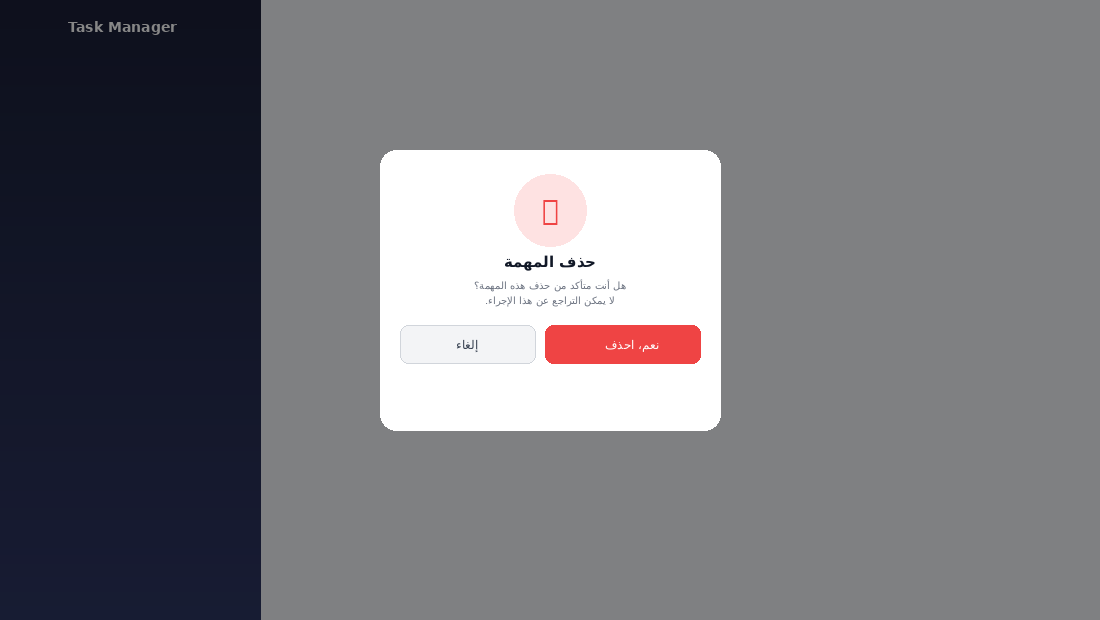 Task Manager
حذف المهمة
هل أنت متأكد من حذف هذه المهمة؟
لا يمكن التراجع عن هذا الإجراء.
نعم، احذف
إلغاء